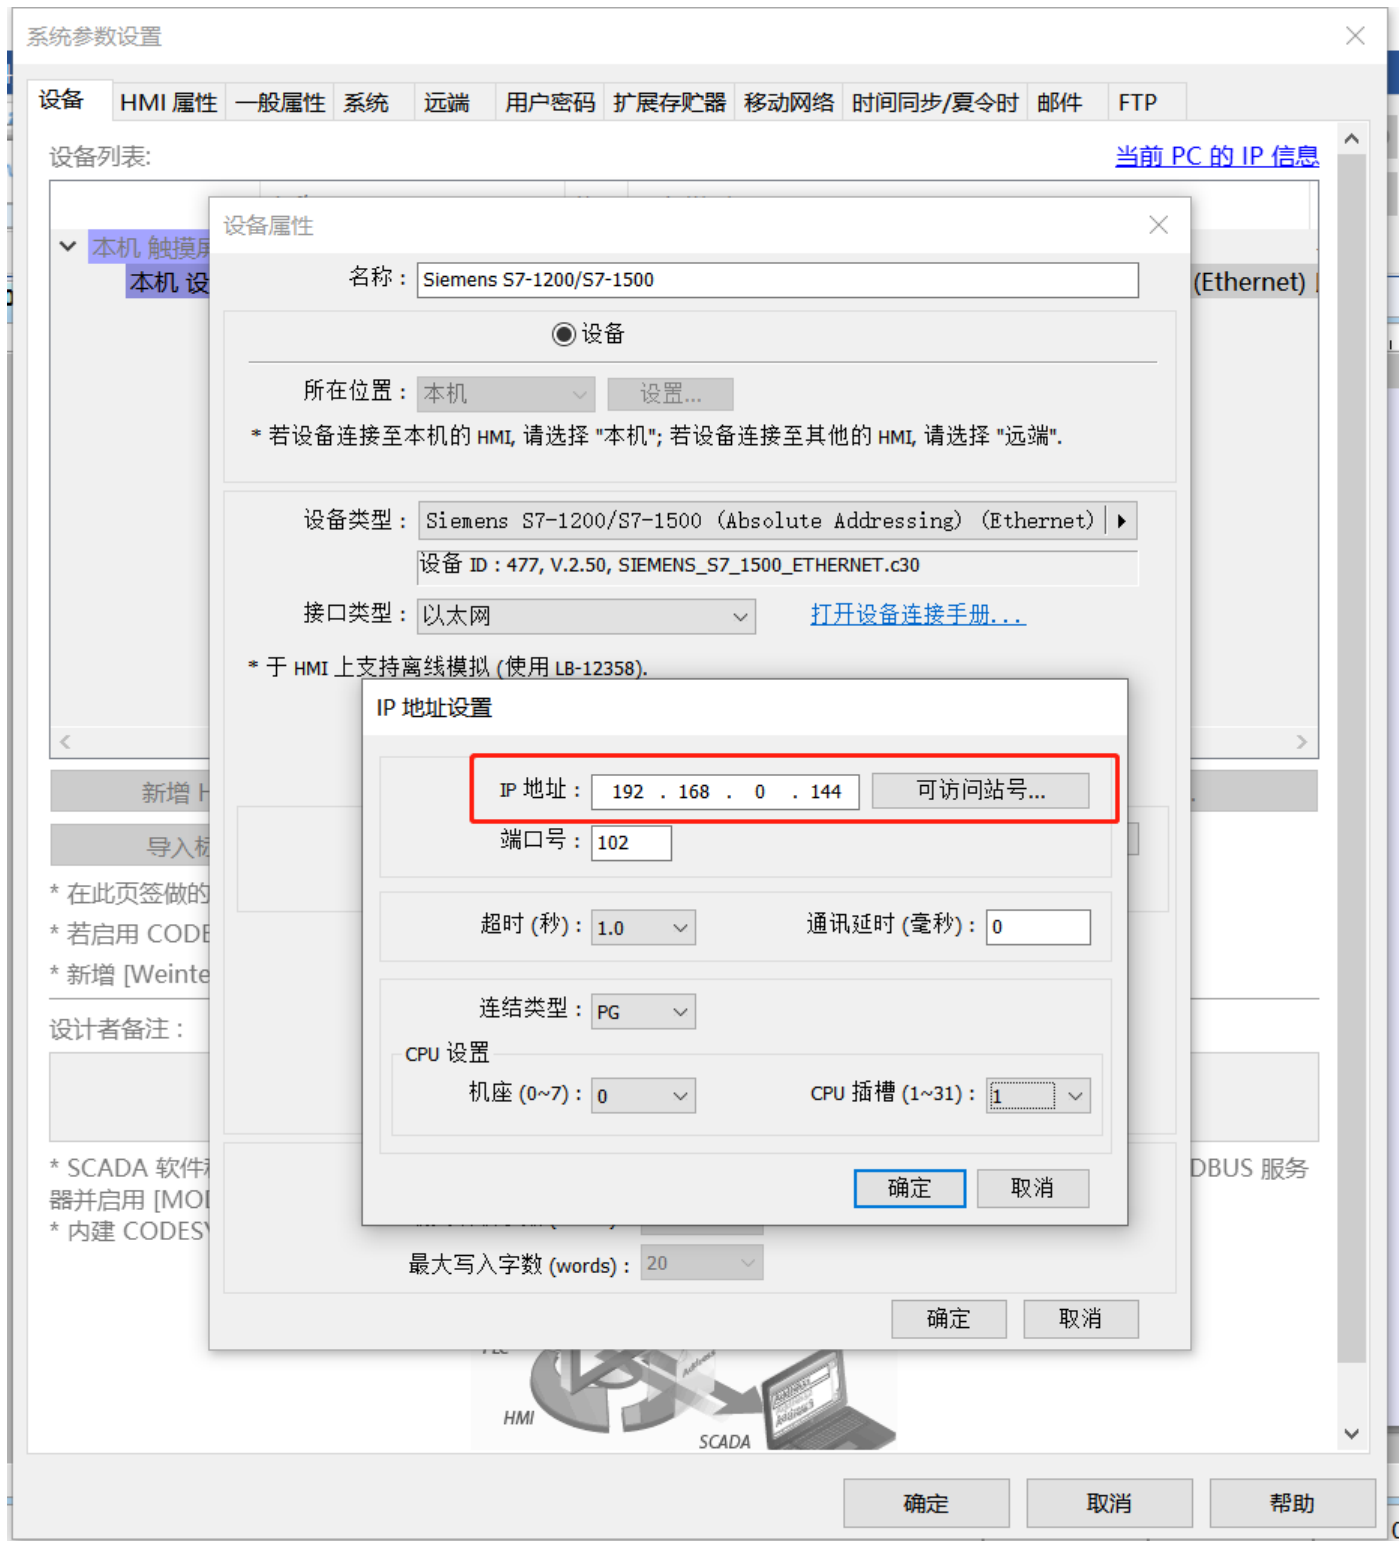 系统参数设置
设备 HMI 属性 一般属性 系统 远端 用户密码 扩展存贮器 移动网络 时间同步/夏令时 邮件 FTP
设备列表: 当前 PC 的 IP 信息
设备属性
本机 触摸屏
名称 : Siemens S7-1200/S7-1500
本机 设 (Ethernet)
设备
所在位置 : 本机 设置...
* 若设备连接至本机的 HMI, 请选择 "本机"; 若设备连接至其他的 HMI, 请选择 "远端".
设备类型 : Siemens S7-1200/S7-1500 (Absolute Addressing) (Ethernet)
设备 ID : 477, V.2.50, SIEMENS_S7_1500_ETHERNET.c30
接口类型 : 以太网 打开设备连接手册...
* 于 HMI 上支持离线模拟 (使用 LB-12358).
IP 地址设置
新增 H
IP 地址 : 192 . 168 . 0 . 144 可访问站号...
端口号 : 102
导入标
* 在此页签做的
超时 (秒) : 1.0 通讯延时 (毫秒) : 0
* 若启用 CODE
* 新增 [Weinte
连结类型 : PG
设计者备注 :
CPU 设置
机座 (0~7) : 0 CPU 插槽 (1~31) : 1
* SCADA 软件 DBUS 服务
确定 取消
器并启用 [MOD
* 内建 CODESY
最大写入字数 (words) : 20
确定 取消
PLC
Address
HMI
SCADA
确定 取消 帮助